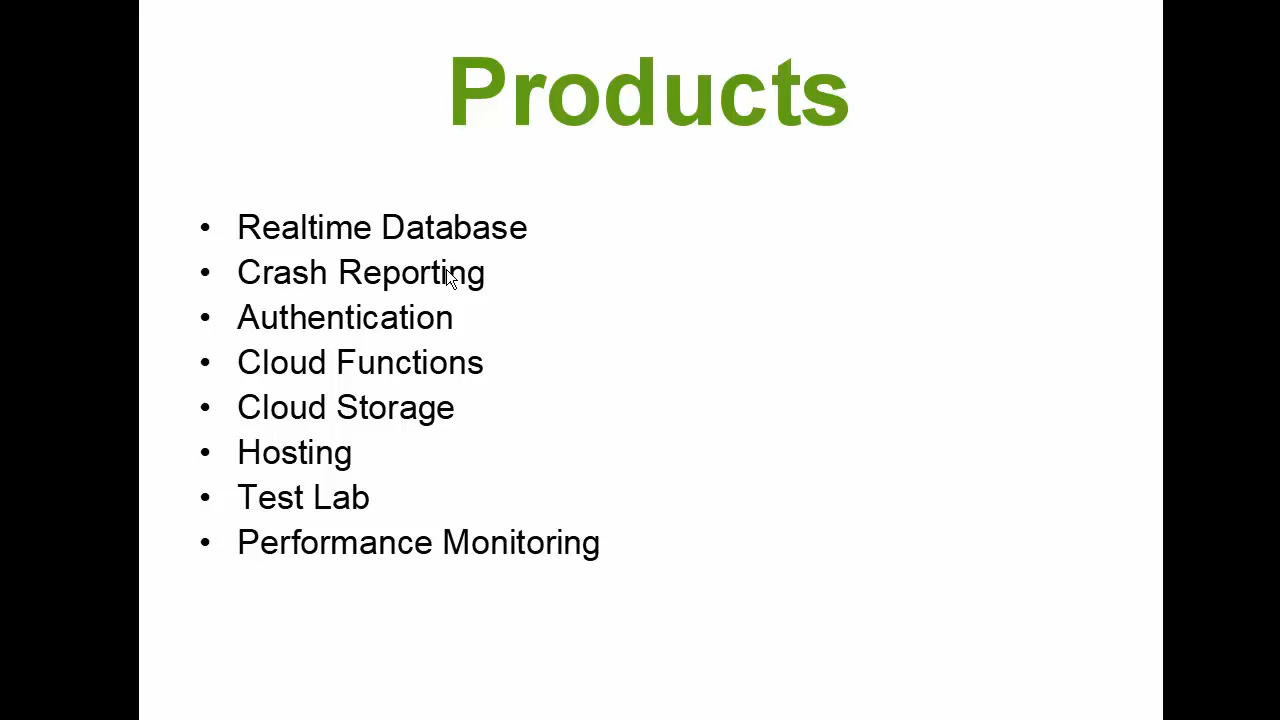 Products
• Realtime Database
• Crash Reporting
• Authentication
• Cloud Functions
• Cloud Storage
• Hosting
• Test Lab
• Performance Monitoring